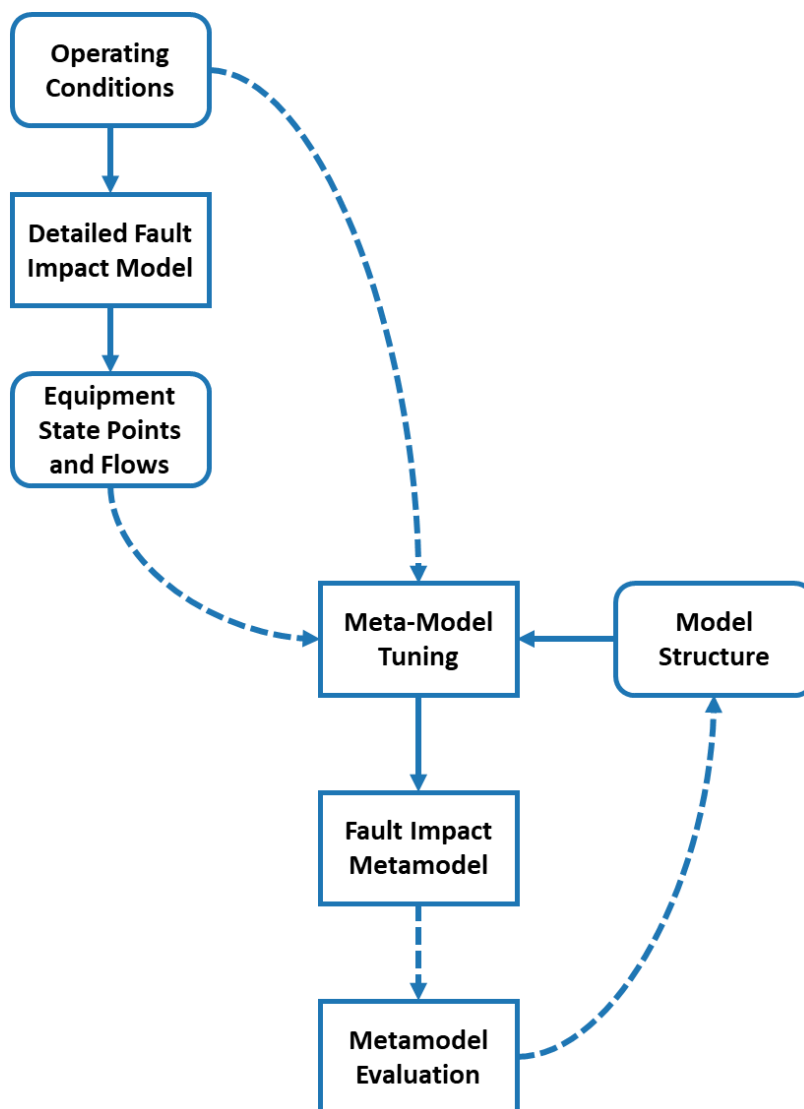 Operating
Conditions
Detailed Fault
Impact Model
Equipment
State Points
and Flows
Meta-Model
Tuning
Model
Structure
Fault Impact
Metamodel
Metamodel
Evaluation